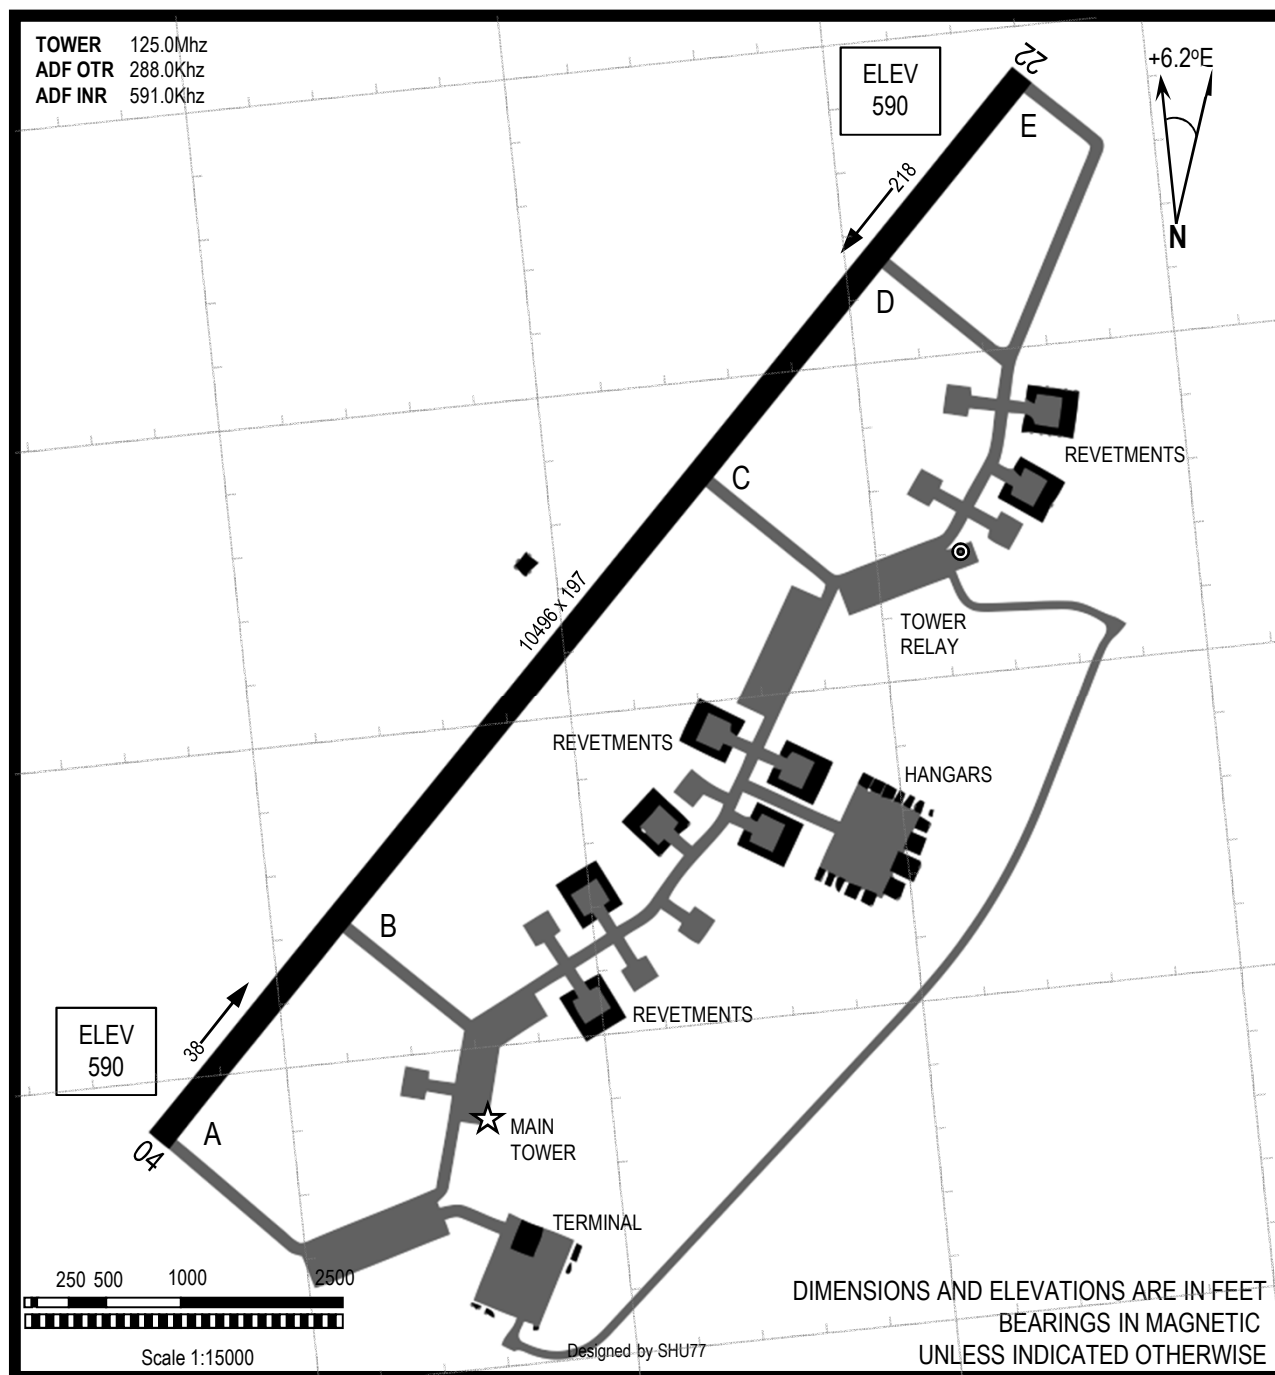 TOWER 125.0Mhz
ADF OTR 288.0Khz
ADF INR 591.0Khz
ELEV
590
22
+6.2ºE
E
N
218
D
REVETMENTS
C
10496 x 197
TOWER
RELAY
REVETMENTS
HANGARS
B
REVETMENTS
ELEV
590
38
A
04
MAIN
TOWER
TERMINAL
250 500 1000 2500
Scale 1:15000
Designed by SHU77
DIMENSIONS AND ELEVATIONS ARE IN FEET
BEARINGS IN MAGNETIC
UNLESS INDICATED OTHERWISE